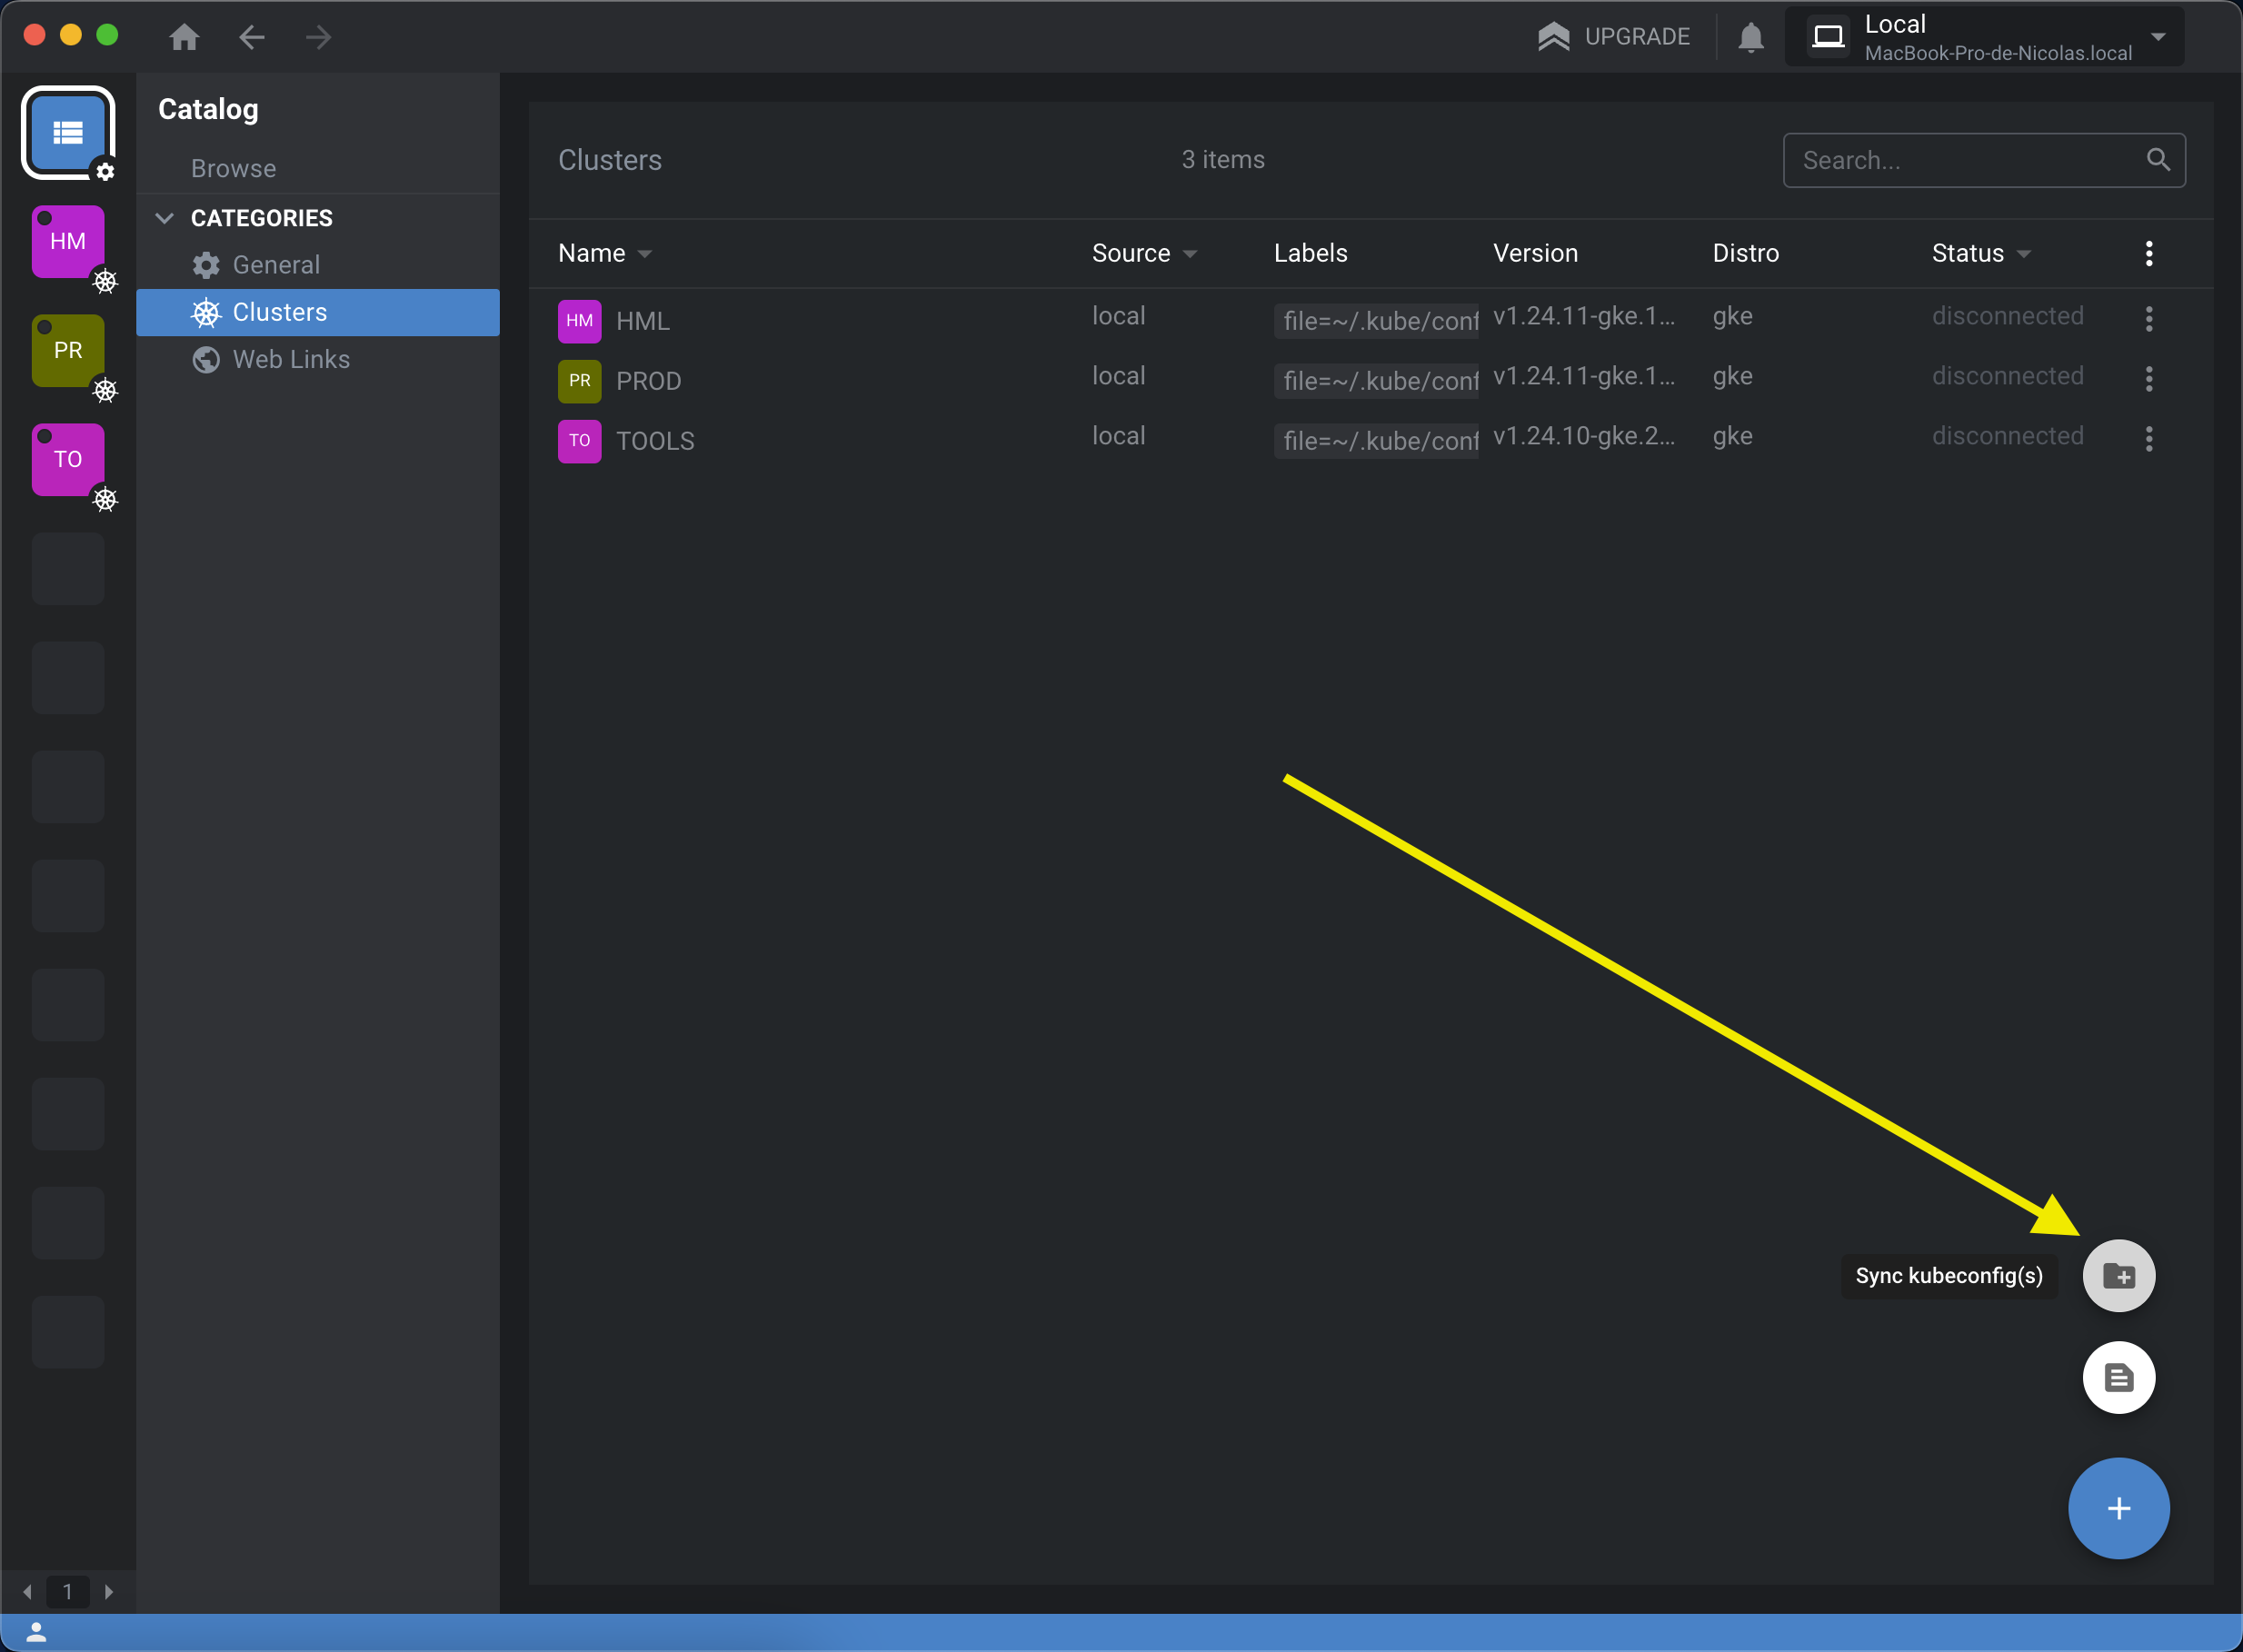 UPGRADE
Local
MacBook-Pro-de-Nicolas.local
Catalog
Browse
CATEGORIES
General
Clusters
Web Links
HM
PR
TO
1
Clusters
3 items
Search...
Name Source Labels Version Distro Status
HM HML local file=~/.kube/conf v1.24.11-gke.1... gke disconnected
PR PROD local file=~/.kube/conf v1.24.11-gke.1... gke disconnected
TO TOOLS local file=~/.kube/conf v1.24.10-gke.2... gke disconnected
Sync kubeconfig(s)